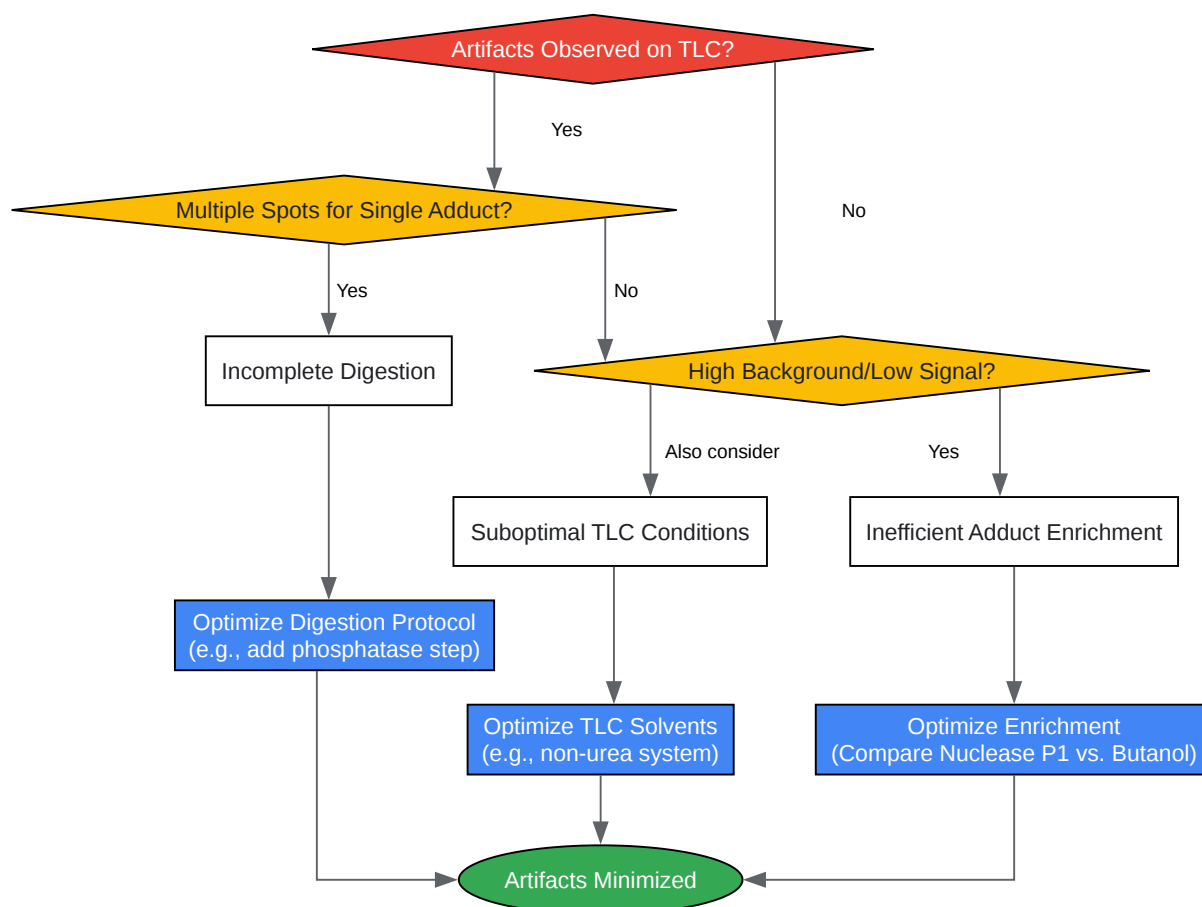 Artifacts Observed on TLC?
Yes
Multiple Spots for Single Adduct?
No
Yes
No
Incomplete Digestion
High Background/Low Signal?
Also consider
Yes
Suboptimal TLC Conditions
Inefficient Adduct Enrichment
Optimize Digestion Protocol
(e.g., add phosphatase step)
Optimize TLC Solvents
(e.g., non-urea system)
Optimize Enrichment
(Compare Nuclease P1 vs. Butanol)
Artifacts Minimized